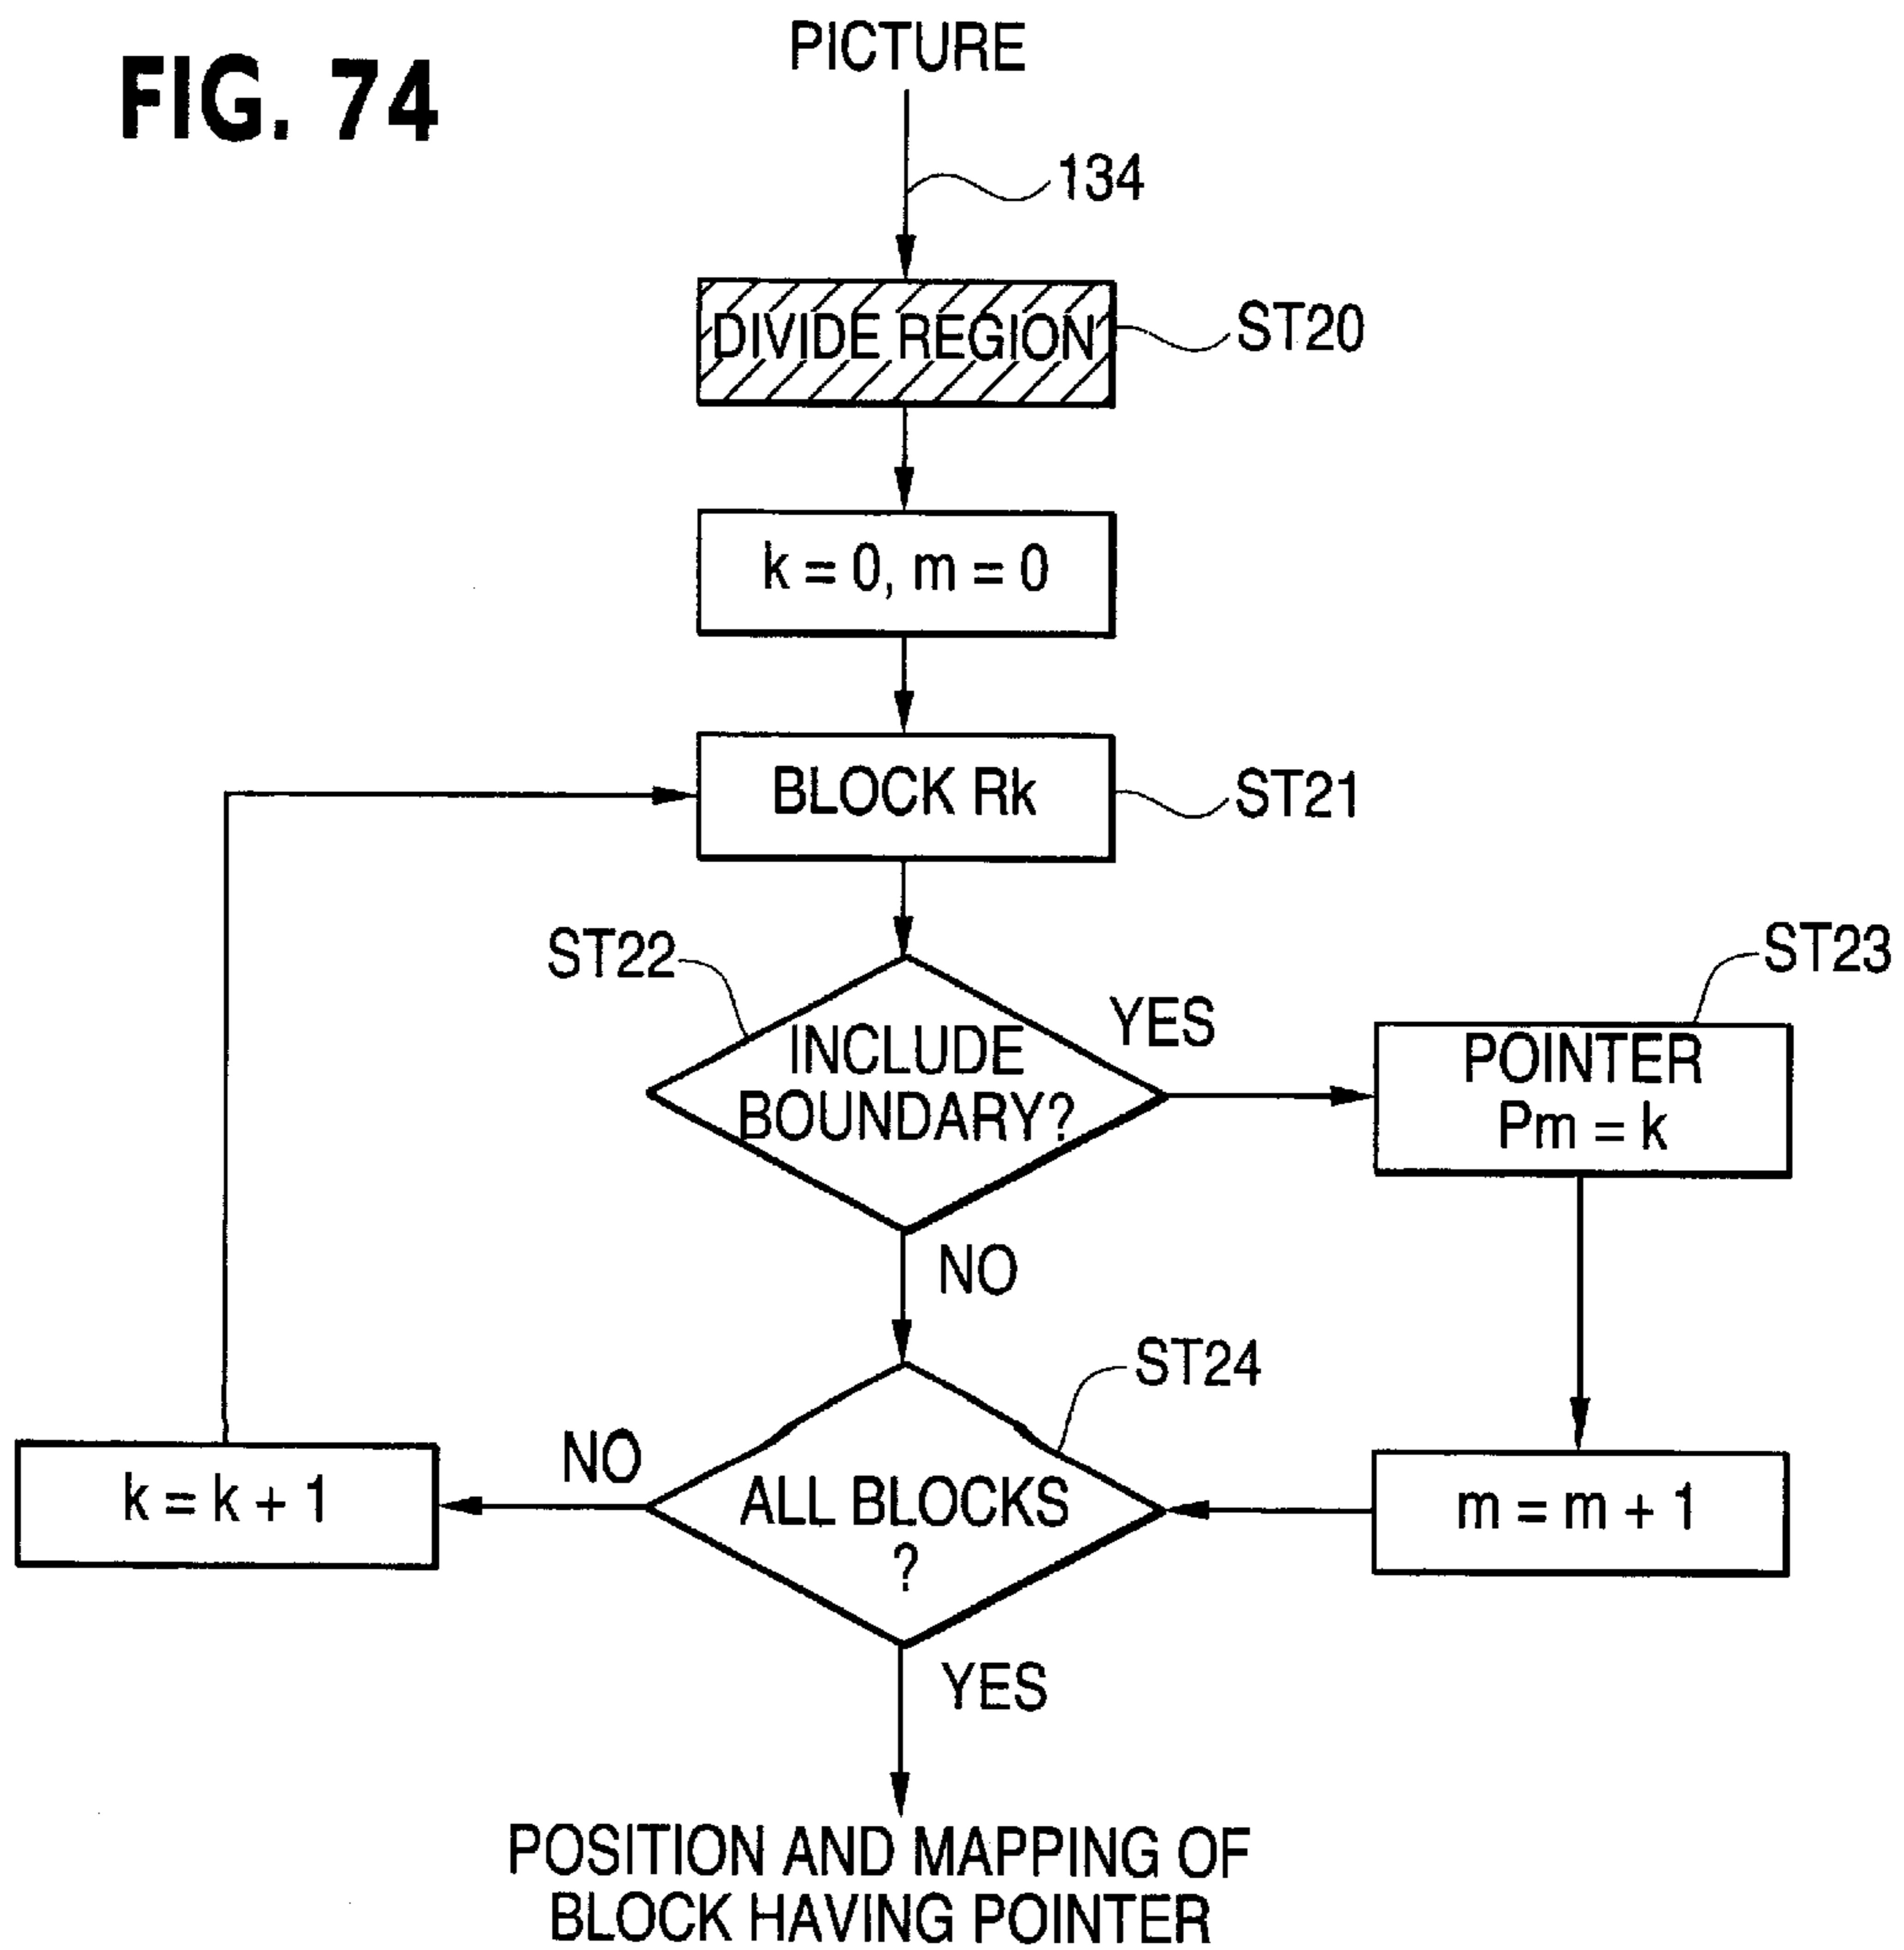 FIG. 74
PICTURE
134
DIVIDE REGION
ST20
k = 0, m = 0
BLOCK Rk
ST21
ST22
INCLUDE
BOUNDARY?
YES
ST23
POINTER
Pm = k
NO
ST24
ALL BLOCKS
?
NO
k = k + 1
m = m + 1
YES
POSITION AND MAPPING OF
BLOCK HAVING POINTER